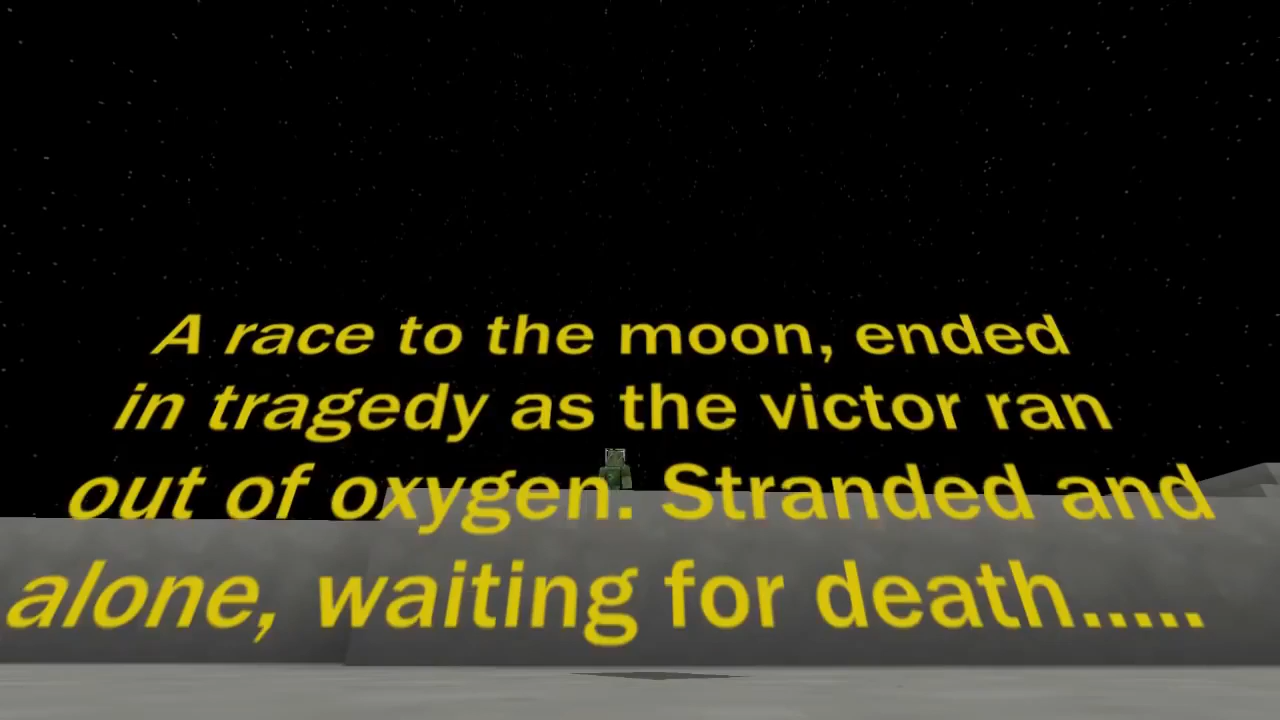 A race to the moon, ended
in tragedy as the victor ran
out of oxygen. Stranded and
alone, waiting for death.....